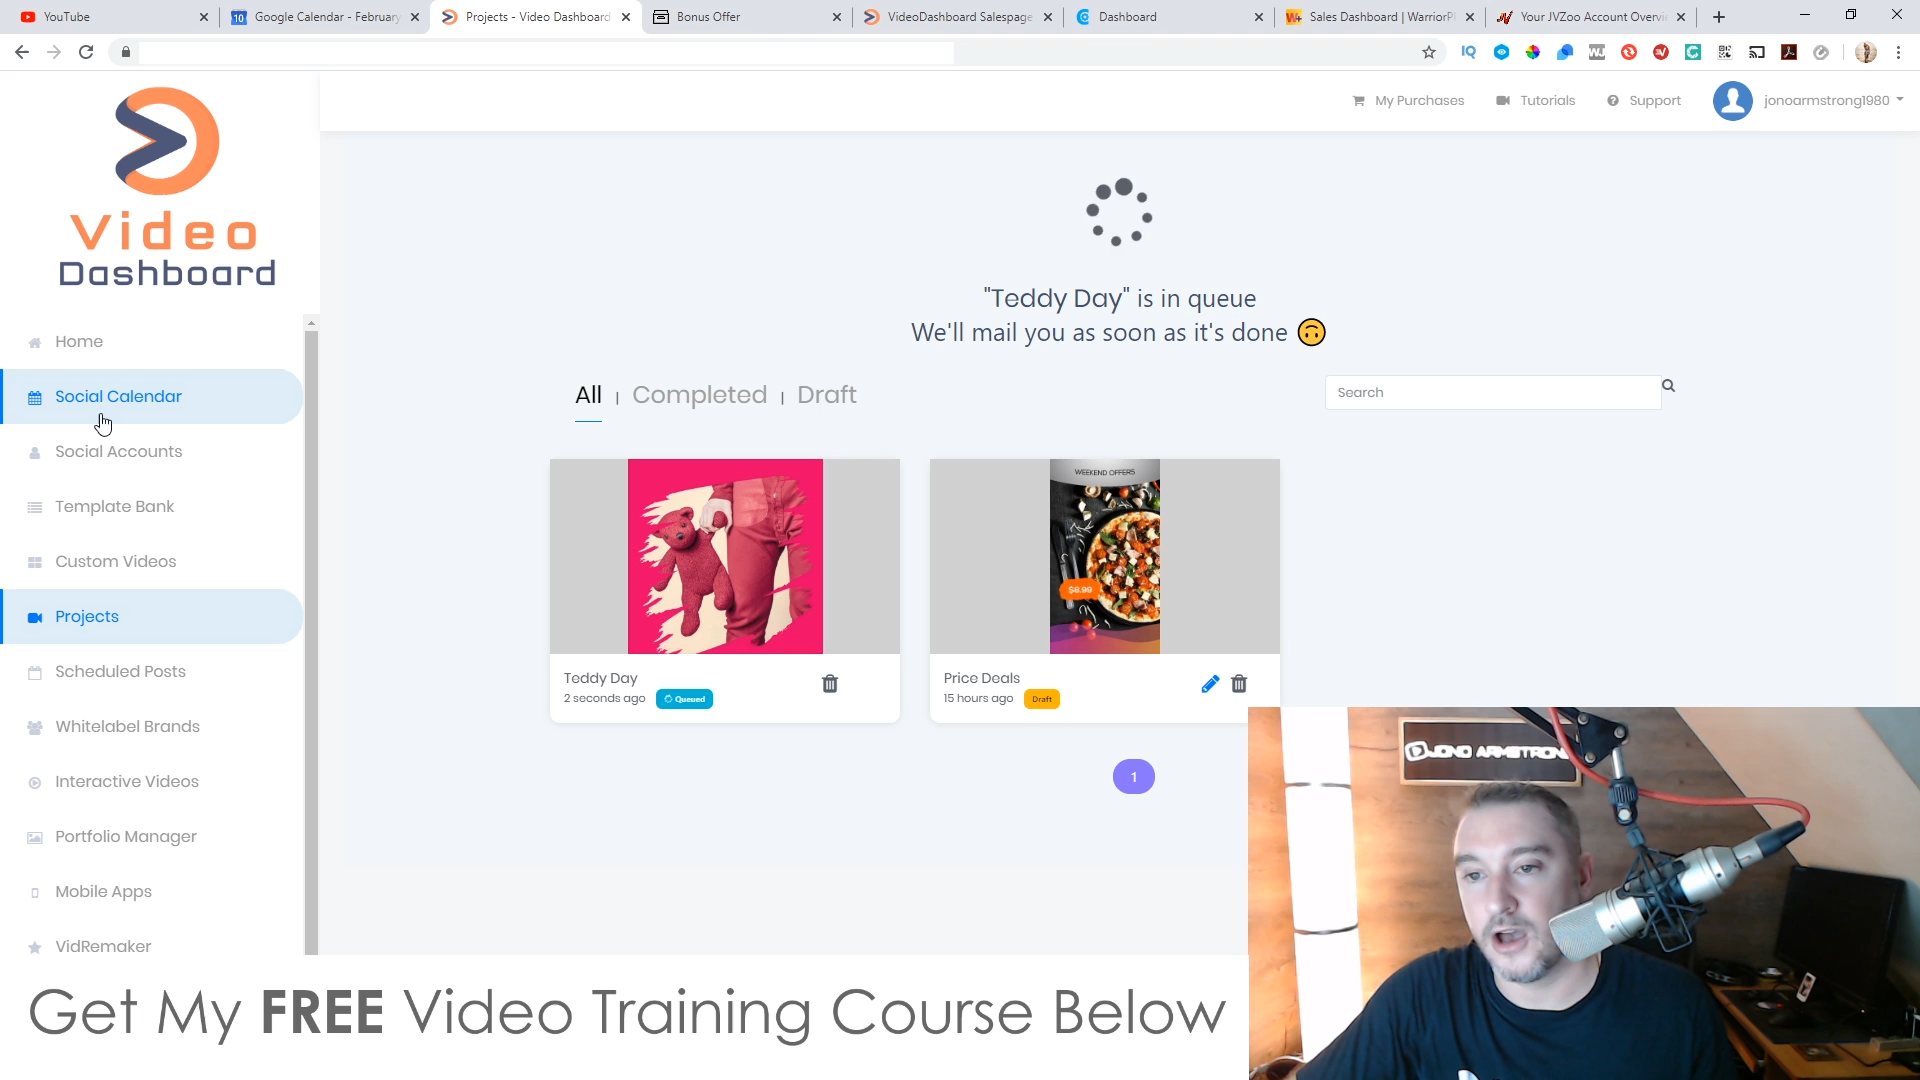 YouTube
Google Calendar - February
Projects - Video Dashboard
Bonus Offer
VideoDashboard Salespage
Dashboard
Sales Dashboard | WarriorPl
Your JVZoo Account Overvi
My Purchases
Tutorials
Support
jonoarmstrong1980
Video
Dashboard
Home
Social Calendar
Social Accounts
Template Bank
Custom Videos
Projects
Scheduled Posts
Whitelabel Brands
Interactive Videos
Portfolio Manager
Mobile Apps
VidRemaker
"Teddy Day" is in queue
We'll mail you as soon as it's done
All | Completed | Draft
Search
WEEKEND OFFERS
$8.99
Teddy Day
2 seconds ago Queued
Price Deals
15 hours ago Draft
1
JONO ARMSTRON
Get My FREE Video Training Course Below